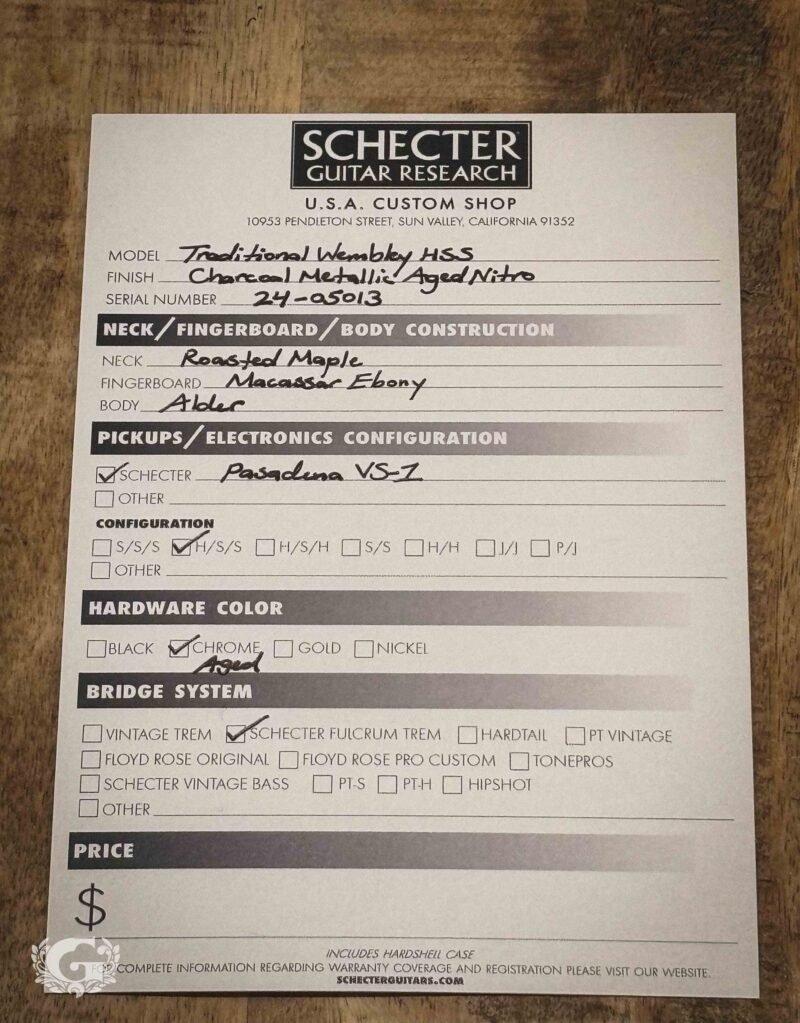 SCHECTER
GUITAR RESEARCH
U.S.A. CUSTOM SHOP
10953 PENDLETON STREET, SUN VALLEY, CALIFORNIA 91352
MODEL Traditional Wembley HSS
FINISH Charcoal Metallic Aged Nitro
SERIAL NUMBER 24-05013
NECK/FINGERBOARD/BODY CONSTRUCTION
NECK Roasted Maple
FINGERBOARD Macassar Ebony
BODY Alder
PICKUPS/ELECTRONICS CONFIGURATION
SCHECTER Pasadena VS-1
OTHER
CONFIGURATION
S/S/S H/S/S H/S/H S/S H/H J/J P/J
OTHER
HARDWARE COLOR
BLACK CHROME GOLD NICKEL
Aged
BRIDGE SYSTEM
VINTAGE TREM SCHECTER FULCRUM TREM HARDTAIL PT VINTAGE
FLOYD ROSE ORIGINAL FLOYD ROSE PRO CUSTOM TONEPROS
SCHECTER VINTAGE BASS PT-S PT-H HIPSHOT
OTHER
PRICE
$
INCLUDES HARDSHELL CASE
FOR COMPLETE INFORMATION REGARDING WARRANTY COVERAGE AND REGISTRATION PLEASE VISIT OUR WEBSITE.
SCHECTERGUITARS.COM
G